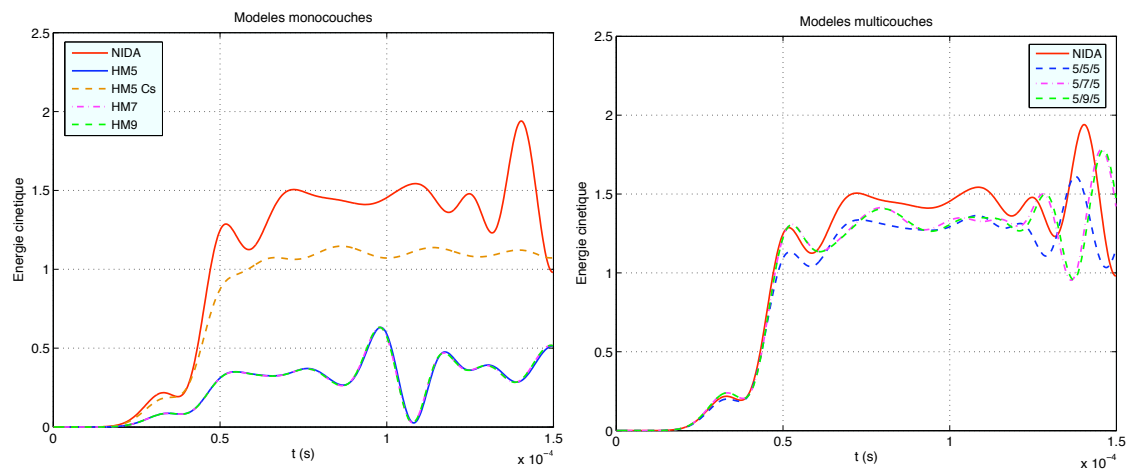 Modeles monocouches
2.5
2
1.5
1
0.5
0
Energie cinetique
NIDA
HM5
HM5 Cs
HM7
HM9
0
0.5
1
1.5
t (s)
x 10⁻⁴
Modeles multicouches
2.5
2
1.5
1
0.5
0
Energie cinetique
NIDA
5/5/5
5/7/5
5/9/5
0
0.5
1
1.5
t (s)
x 10⁻⁴